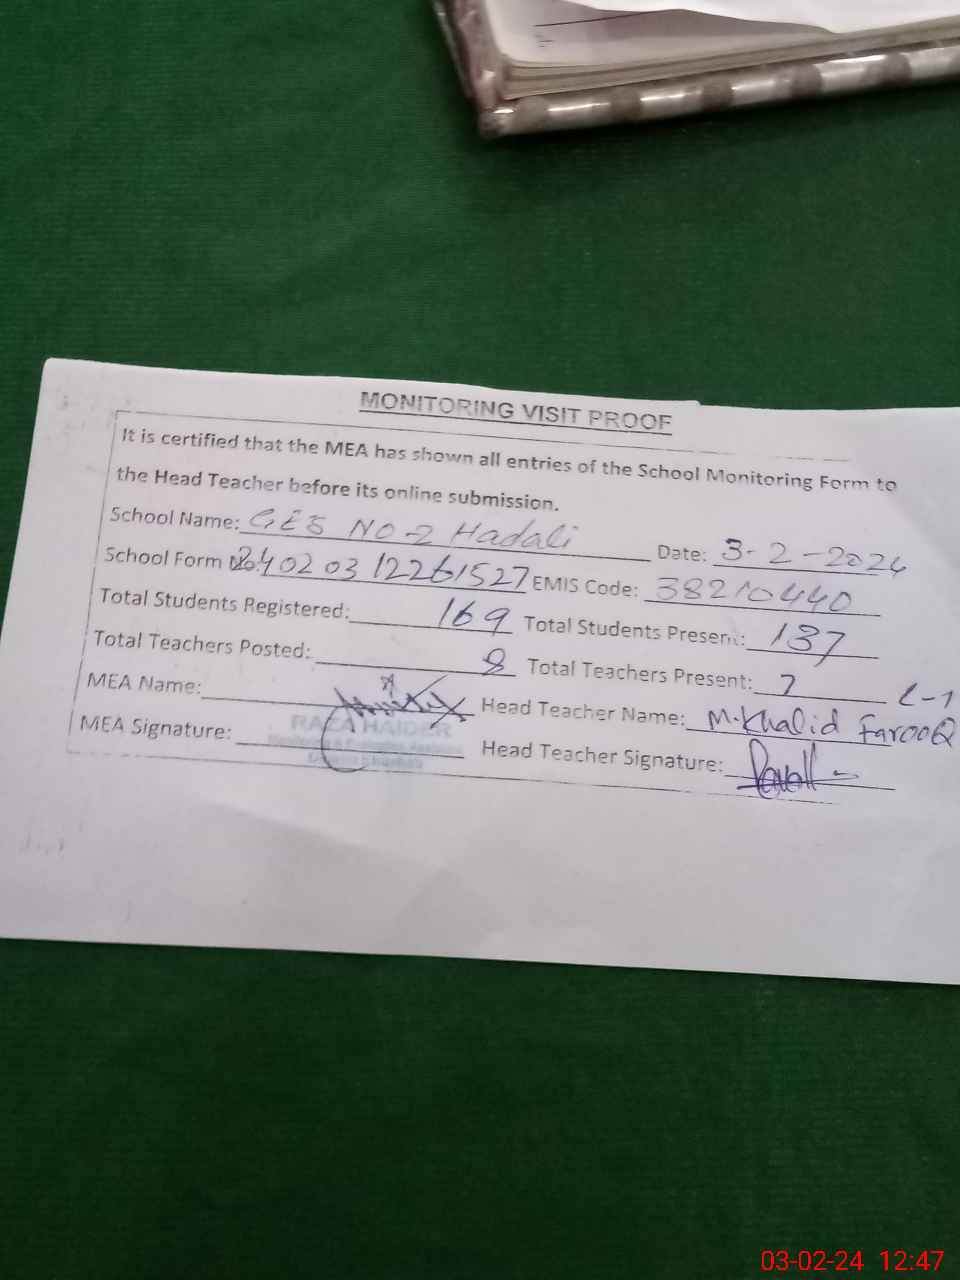 MONITORING VISIT PROOF
It is certified that the MEA has shown all entries of the School Monitoring Form to
the Head Teacher before its online submission.
School Name: GES NO-2 Hadali Date: 3-2-2024
School Form No. 240203122261527 EMIS Code: 38210440
Total Students Registered: 169 Total Students Present: 137
Total Teachers Posted: 8 Total Teachers Present: 7 L-1
MEA Name: Head Teacher Name: M.Khalid FarooQ
RAZA HAIDER
MEA Signature: Head Teacher Signature:
03-02-24 12:47